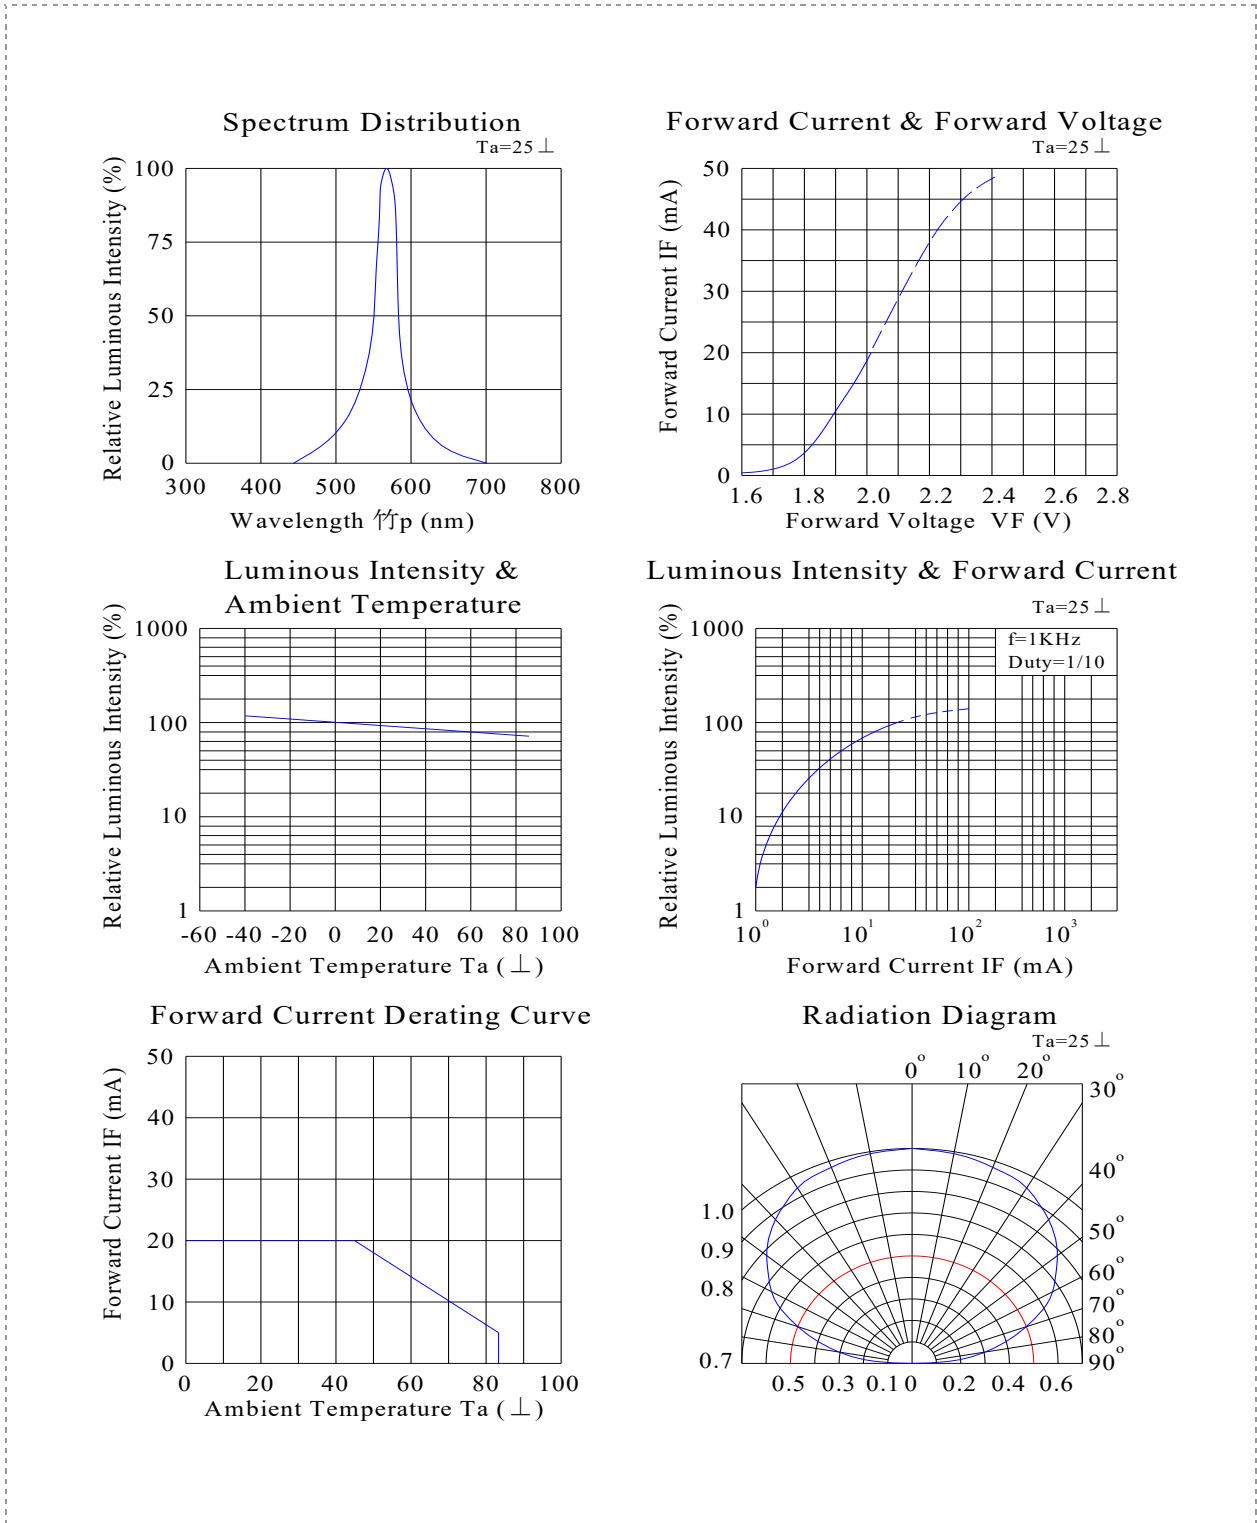 Spectrum Distribution
Ta=25⊥
Relative Luminous Intensity (%)
100
75
50
25
0
300 400 500 600 700 800
Wavelength 竹p (nm)
Forward Current & Forward Voltage
Ta=25⊥
Forward Current IF (mA)
50
40
30
20
10
0
1.6 1.8 2.0 2.2 2.4 2.6 2.8
Forward Voltage VF (V)
Luminous Intensity &
Ambient Temperature
Relative Luminous Intensity (%)
1000
100
10
1
-60 -40 -20 0 20 40 60 80 100
Ambient Temperature Ta (⊥)
Luminous Intensity & Forward Current
Ta=25⊥
f=1KHz
Duty=1/10
Relative Luminous Intensity (%)
1000
100
10
1
10⁰ 10¹ 10² 10³
Forward Current IF (mA)
Forward Current Derating Curve
Forward Current IF (mA)
50
40
30
20
10
0
0 20 40 60 80 100
Ambient Temperature Ta (⊥)
Radiation Diagram
Ta=25⊥
0° 10° 20° 30°
40°
50°
60°
70°
80°
90°
1.0
0.9
0.8
0.7
0.5 0.3 0.1 0 0.2 0.4 0.6